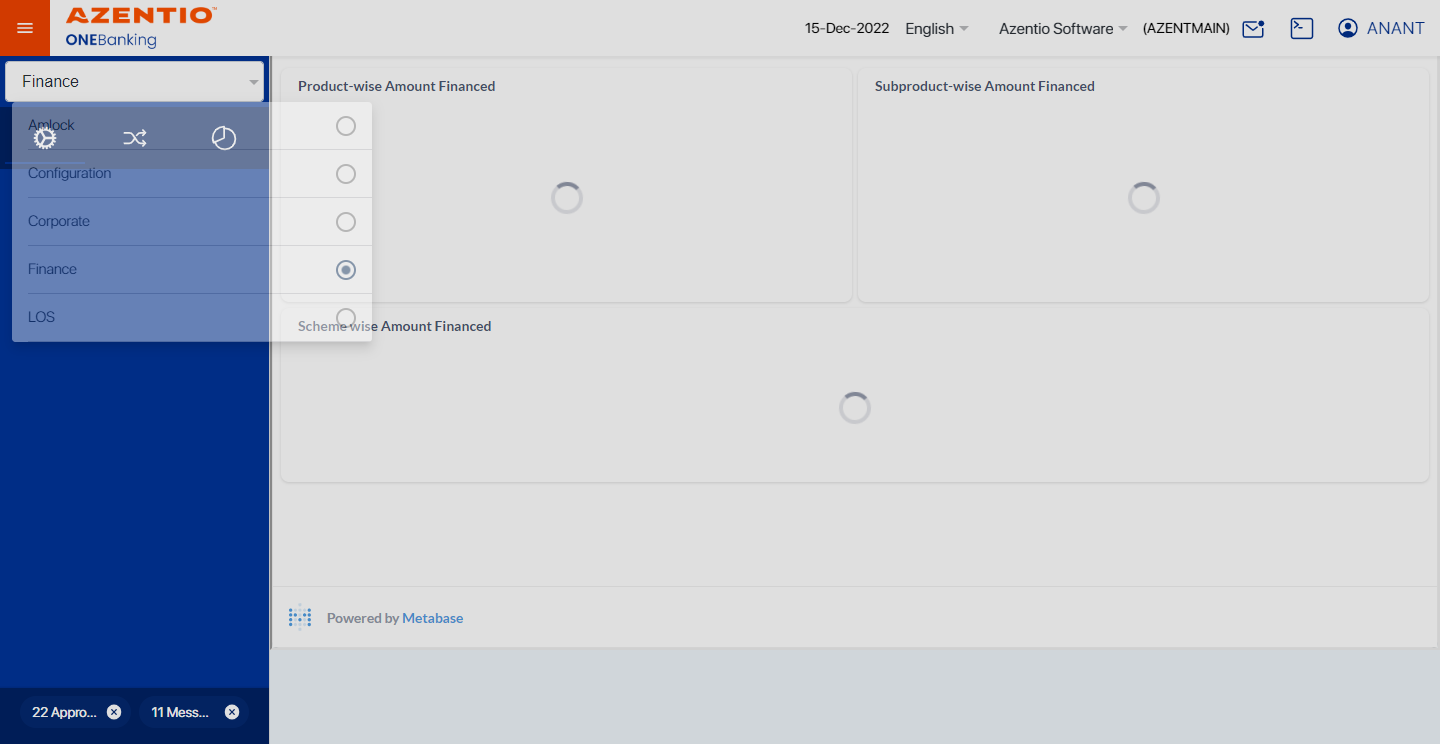 AZENTIO™
ONEBanking
15-Dec-2022 English Azentio Software (AZENTMAIN) ANANT
Finance
Amlock
Configuration
Corporate
Finance
LOS
Product-wise Amount Financed
Subproduct-wise Amount Financed
Scheme wise Amount Financed
Powered by Metabase
22 Appro...
11 Mess...